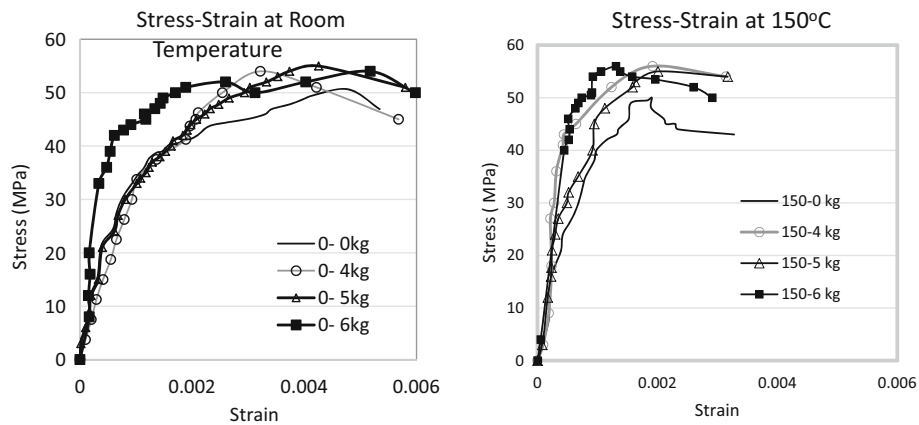 Stress-Strain at Room
Temperature
60
50
40
30
20
10
0
Stress (MPa)
0- 0kg
0- 4kg
0- 5kg
0- 6kg
0 0.002 0.004 0.006
Strain
Stress-Strain at 150°C
60
50
40
30
20
10
0
Stress ( MPa)
150-0 kg
150-4 kg
150-5 kg
150-6 kg
0 0.002 0.004 0.006
Strain